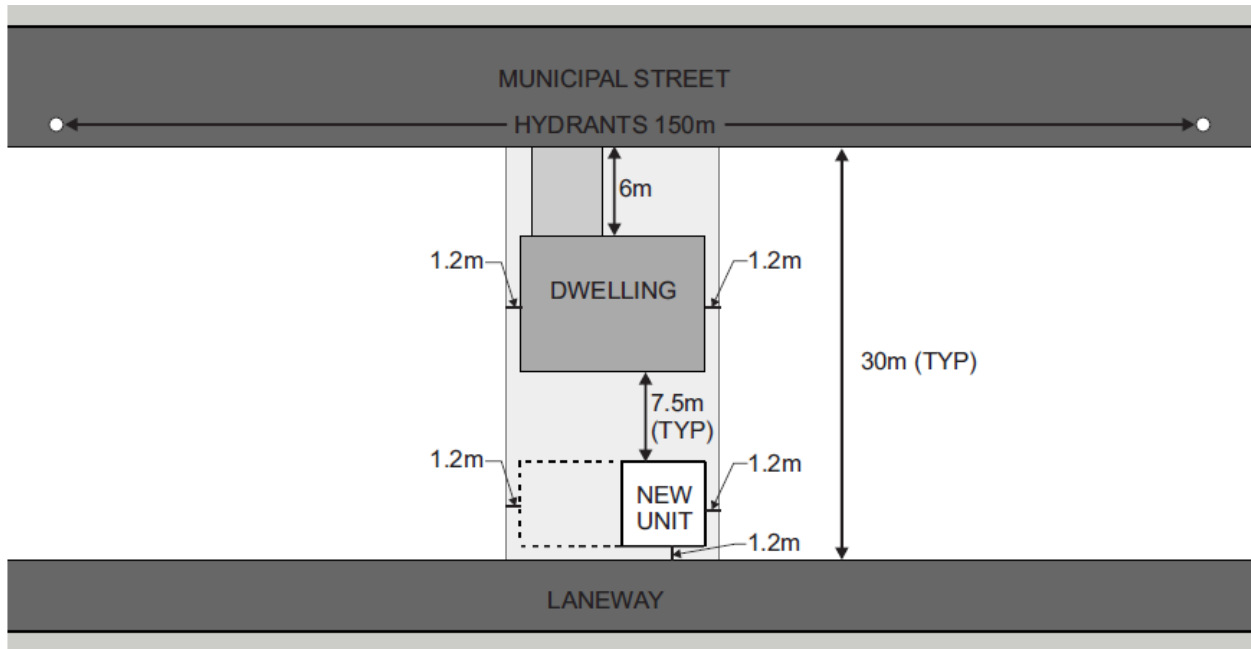 MUNICIPAL STREET
HYDRANTS 150m
6m
1.2m
1.2m
DWELLING
30m (TYP)
7.5m
(TYP)
1.2m
1.2m
NEW
UNIT
1.2m
LANEWAY